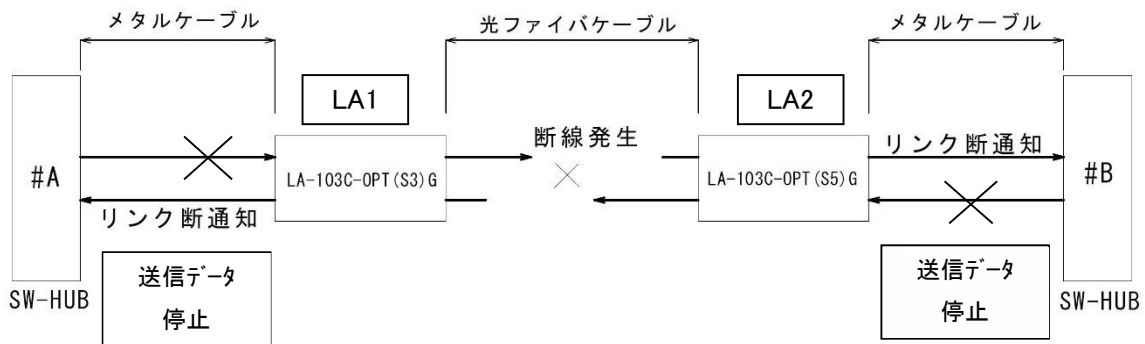 メタルケーブル
光ファイバケーブル
メタルケーブル
LA1
LA2
断線発生
リンク断通知
#A
LA-103C-OPT(S3)G
LA-103C-OPT(S5)G
#B
リンク断通知
送信データ
停止
送信データ
停止
SW-HUB
SW-HUB